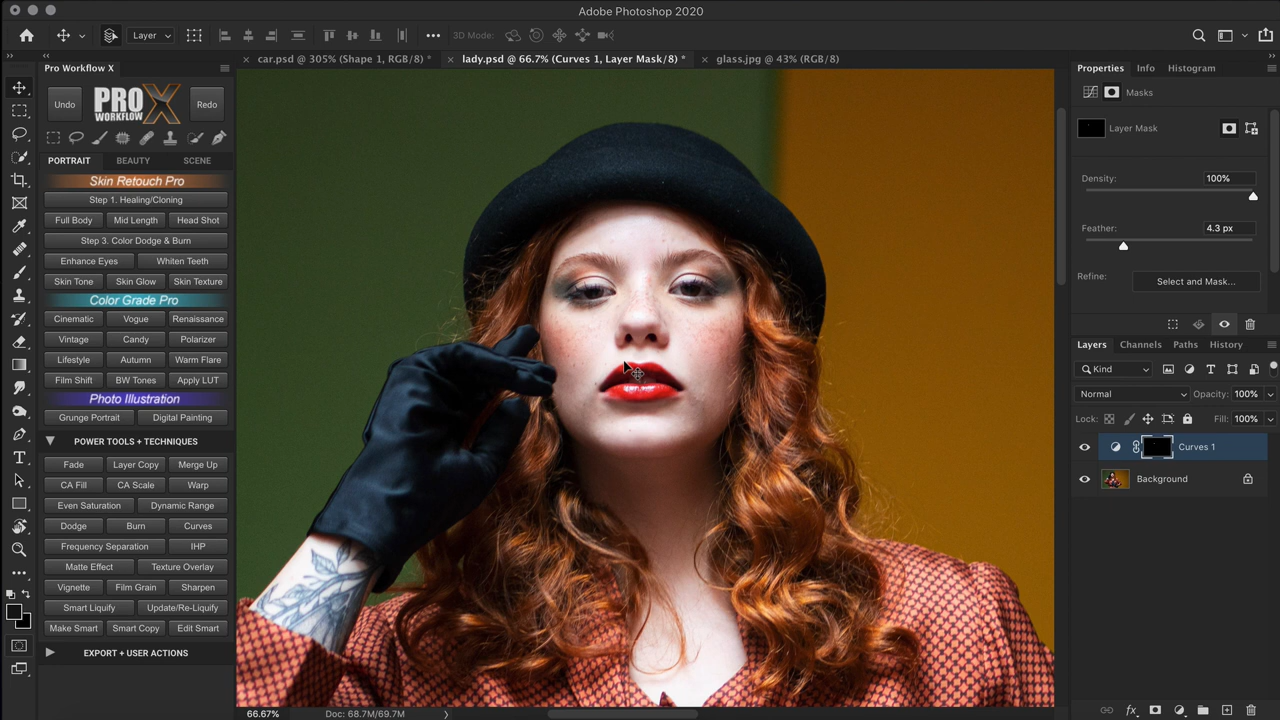 Adobe Photoshop 2020
Layer
3D Mode:
car.psd @ 305% (Shape 1, RGB/8) *
lady.psd @ 66.7% (Curves 1, Layer Mask/8) *
glass.jpg @ 43% (RGB/8)
Pro Workflow X
Undo
PRO WORKFLOW X
Redo
PORTRAIT BEAUTY SCENE
Skin Retouch Pro
Step 1. Healing/Cloning
Full Body Mid Length Head Shot
Step 3. Color Dodge & Burn
Enhance Eyes Whiten Teeth
Skin Tone Skin Glow Skin Texture
Color Grade Pro
Cinematic Vogue Renaissance
Vintage Candy Polarizer
Lifestyle Autumn Warm Flare
Film Shift BW Tones Apply LUT
Photo Illustration
Grunge Portrait Digital Painting
POWER TOOLS + TECHNIQUES
Fade Layer Copy Merge Up
CA Fill CA Scale Warp
Even Saturation Dynamic Range
Dodge Burn Curves
Frequency Separation IHP
Matte Effect Texture Overlay
Vignette Film Grain Sharpen
Smart Liquify Update/Re-Liquify
Make Smart Smart Copy Edit Smart
EXPORT + USER ACTIONS
66.67% Doc: 68.7M/69.7M
Properties Info Histogram
Masks
Layer Mask
Density: 100%
Feather: 4.3 px
Refine: Select and Mask...
Layers Channels Paths History
Kind
Normal Opacity: 100%
Lock: Fill: 100%
Curves 1
Background